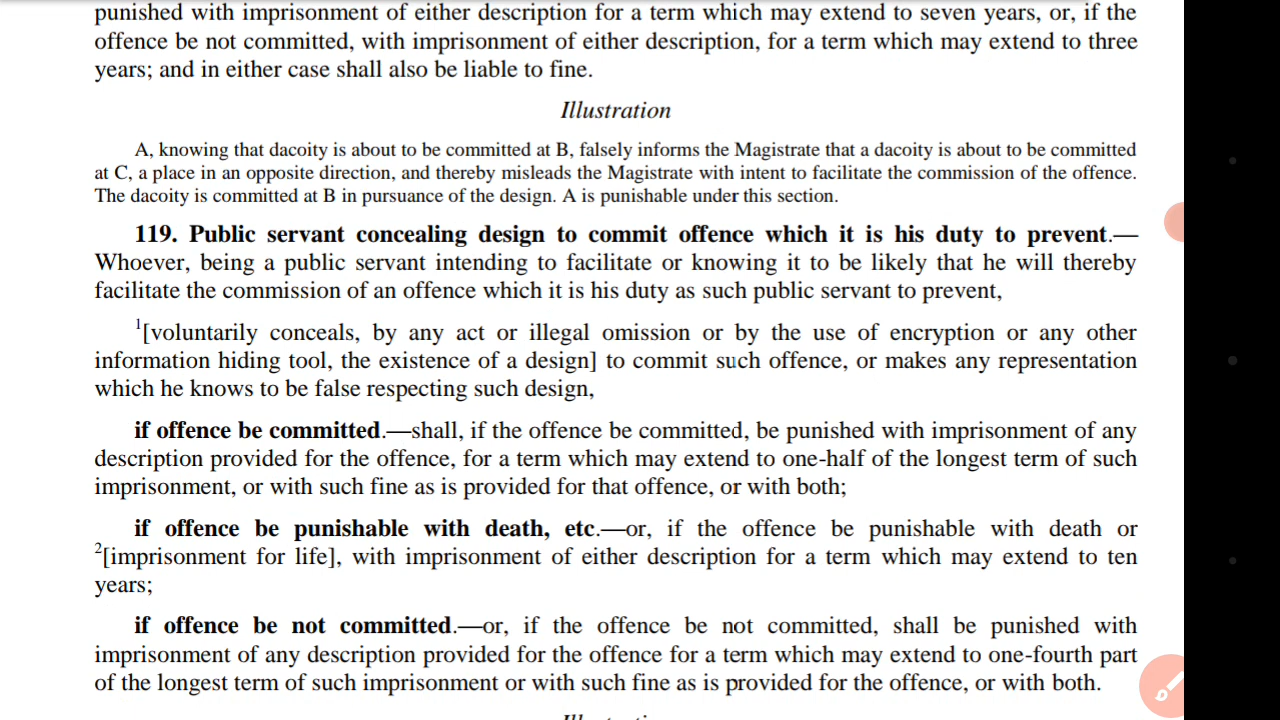 punished with imprisonment of either description for a term which may extend to seven years, or, if the
offence be not committed, with imprisonment of either description, for a term which may extend to three
years; and in either case shall also be liable to fine.
Illustration
A, knowing that dacoity is about to be committed at B, falsely informs the Magistrate that a dacoity is about to be committed
at C, a place in an opposite direction, and thereby misleads the Magistrate with intent to facilitate the commission of the offence.
The dacoity is committed at B in pursuance of the design. A is punishable under this section.
119. Public servant concealing design to commit offence which it is his duty to prevent.—
Whoever, being a public servant intending to facilitate or knowing it to be likely that he will thereby
facilitate the commission of an offence which it is his duty as such public servant to prevent,
1[voluntarily conceals, by any act or illegal omission or by the use of encryption or any other
information hiding tool, the existence of a design] to commit such offence, or makes any representation
which he knows to be false respecting such design,
if offence be committed.—shall, if the offence be committed, be punished with imprisonment of any
description provided for the offence, for a term which may extend to one-half of the longest term of such
imprisonment, or with such fine as is provided for that offence, or with both;
if offence be punishable with death, etc.—or, if the offence be punishable with death or
2[imprisonment for life], with imprisonment of either description for a term which may extend to ten
years;
if offence be not committed.—or, if the offence be not committed, shall be punished with
imprisonment of any description provided for the offence for a term which may extend to one-fourth part
of the longest term of such imprisonment or with such fine as is provided for the offence, or with both.